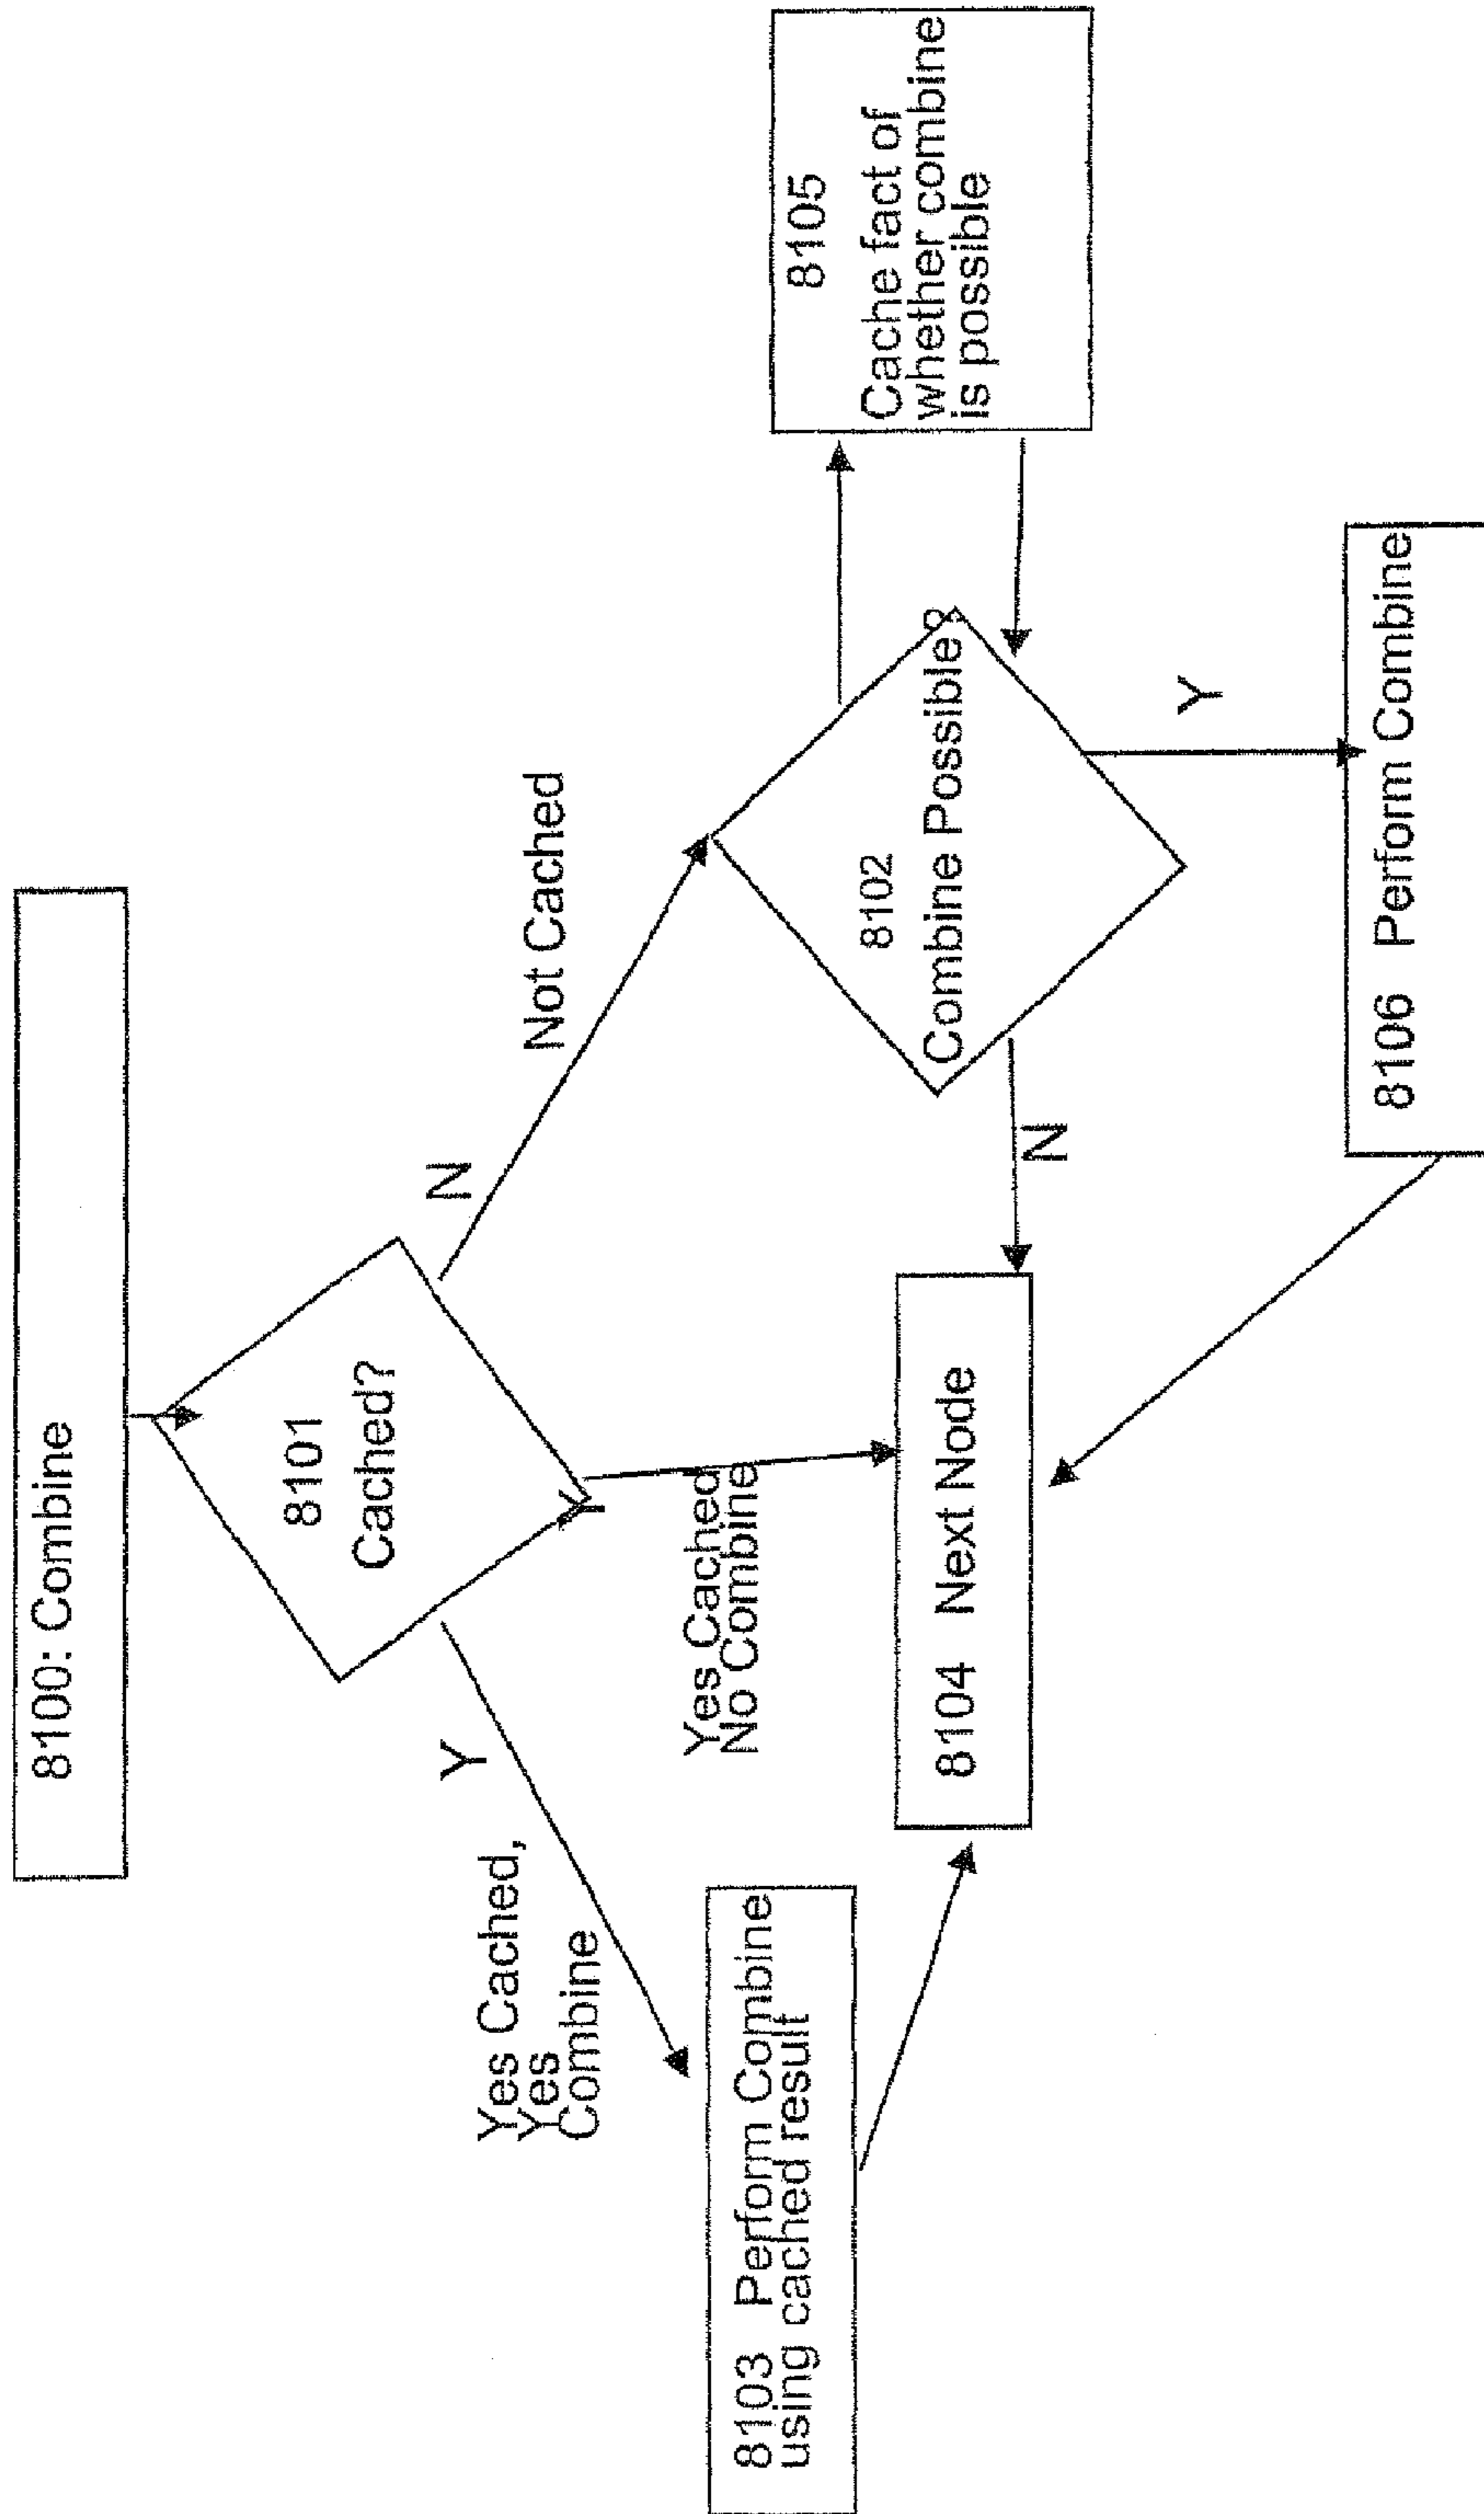 8100: Combine
8101
Cached?
N
Not Cached
Y
Yes Cached,
Yes
Combine
Y
Yes Cached
No Combine
8102
Combine Possible ?
8105
Cache fact of
whether combine
is possible
8103 Perform Combine
using cached result
8104 Next Node
N
Y
8106 Perform Combine